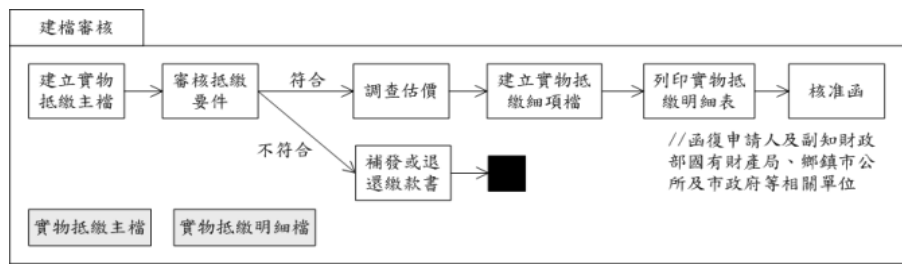 建檔審核
建立實物
抵繳主檔
審核抵繳
要件
符合
調查估價
建立實物抵
繳細項檔
列印實物抵
繳明細表
核准函
不符合
補發或退
還繳款書
//函復申請人及副知財政
部國有財產局、鄉鎮市公
所及市政府等相關單位
實物抵繳主檔
實物抵繳明細檔